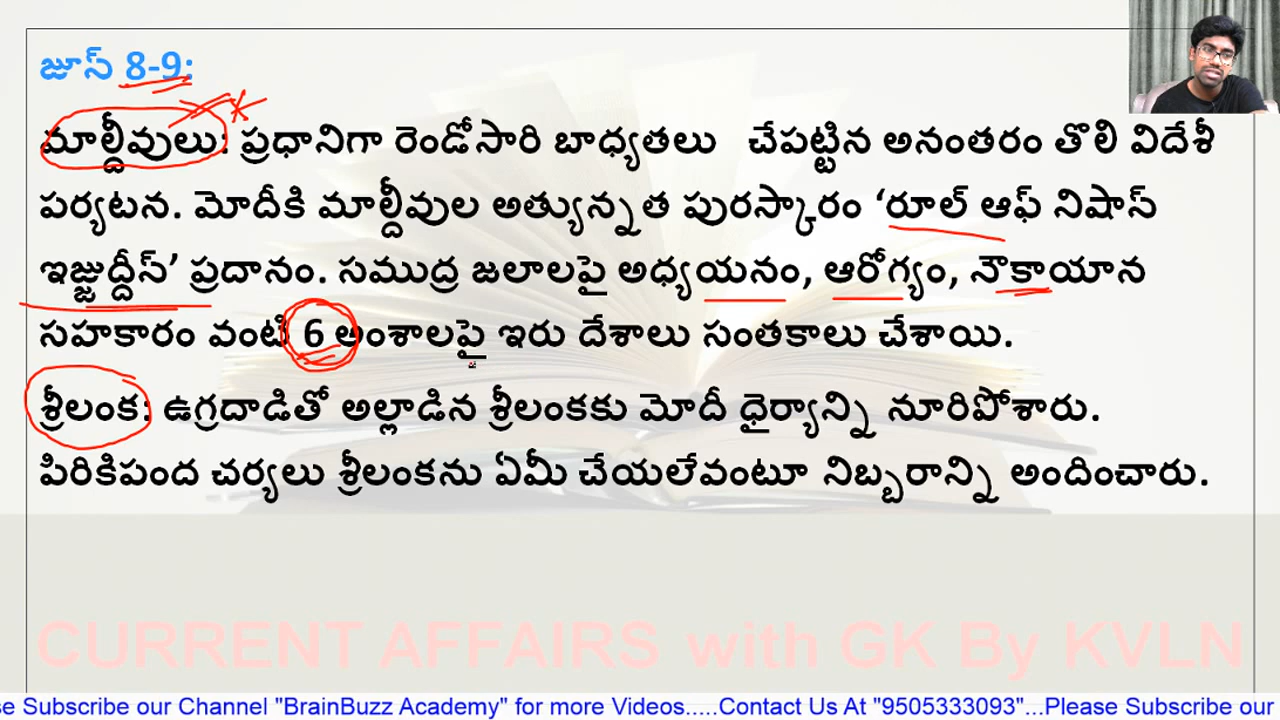 జూన్ 8-9:
మాల్దీవులు: ప్రధానిగా రెండోసారి బాధ్యతలు చేపట్టిన అనంతరం తొలి విదేశీ
పర్యటన. మోదీకి మాల్దీవుల అత్యున్నత పురస్కారం ‘రూల్ ఆఫ్ నిషాన్
ఇజ్జుద్దీన్’ ప్రదానం. సముద్ర జలాలపై అధ్యయనం, ఆరోగ్యం, నౌకాయాన
సహకారం వంటి 6 అంశాలపై ఇరు దేశాలు సంతకాలు చేశాయి.
శ్రీలంక: ఉగ్రదాడితో అల్లాడిన శ్రీలంకకు మోదీ ధైర్యాన్ని నూరిపోశారు.
పిరికిపంద చర్యలు శ్రీలంకను ఏమీ చేయలేవంటూ నిబ్బరాన్ని అందించారు.
CURRENT AFFAIRS with GK By KVLN
se Subscribe our Channel "BrainBuzz Academy" for more Videos.....Contact Us At "9505333093"...Please Subscribe our